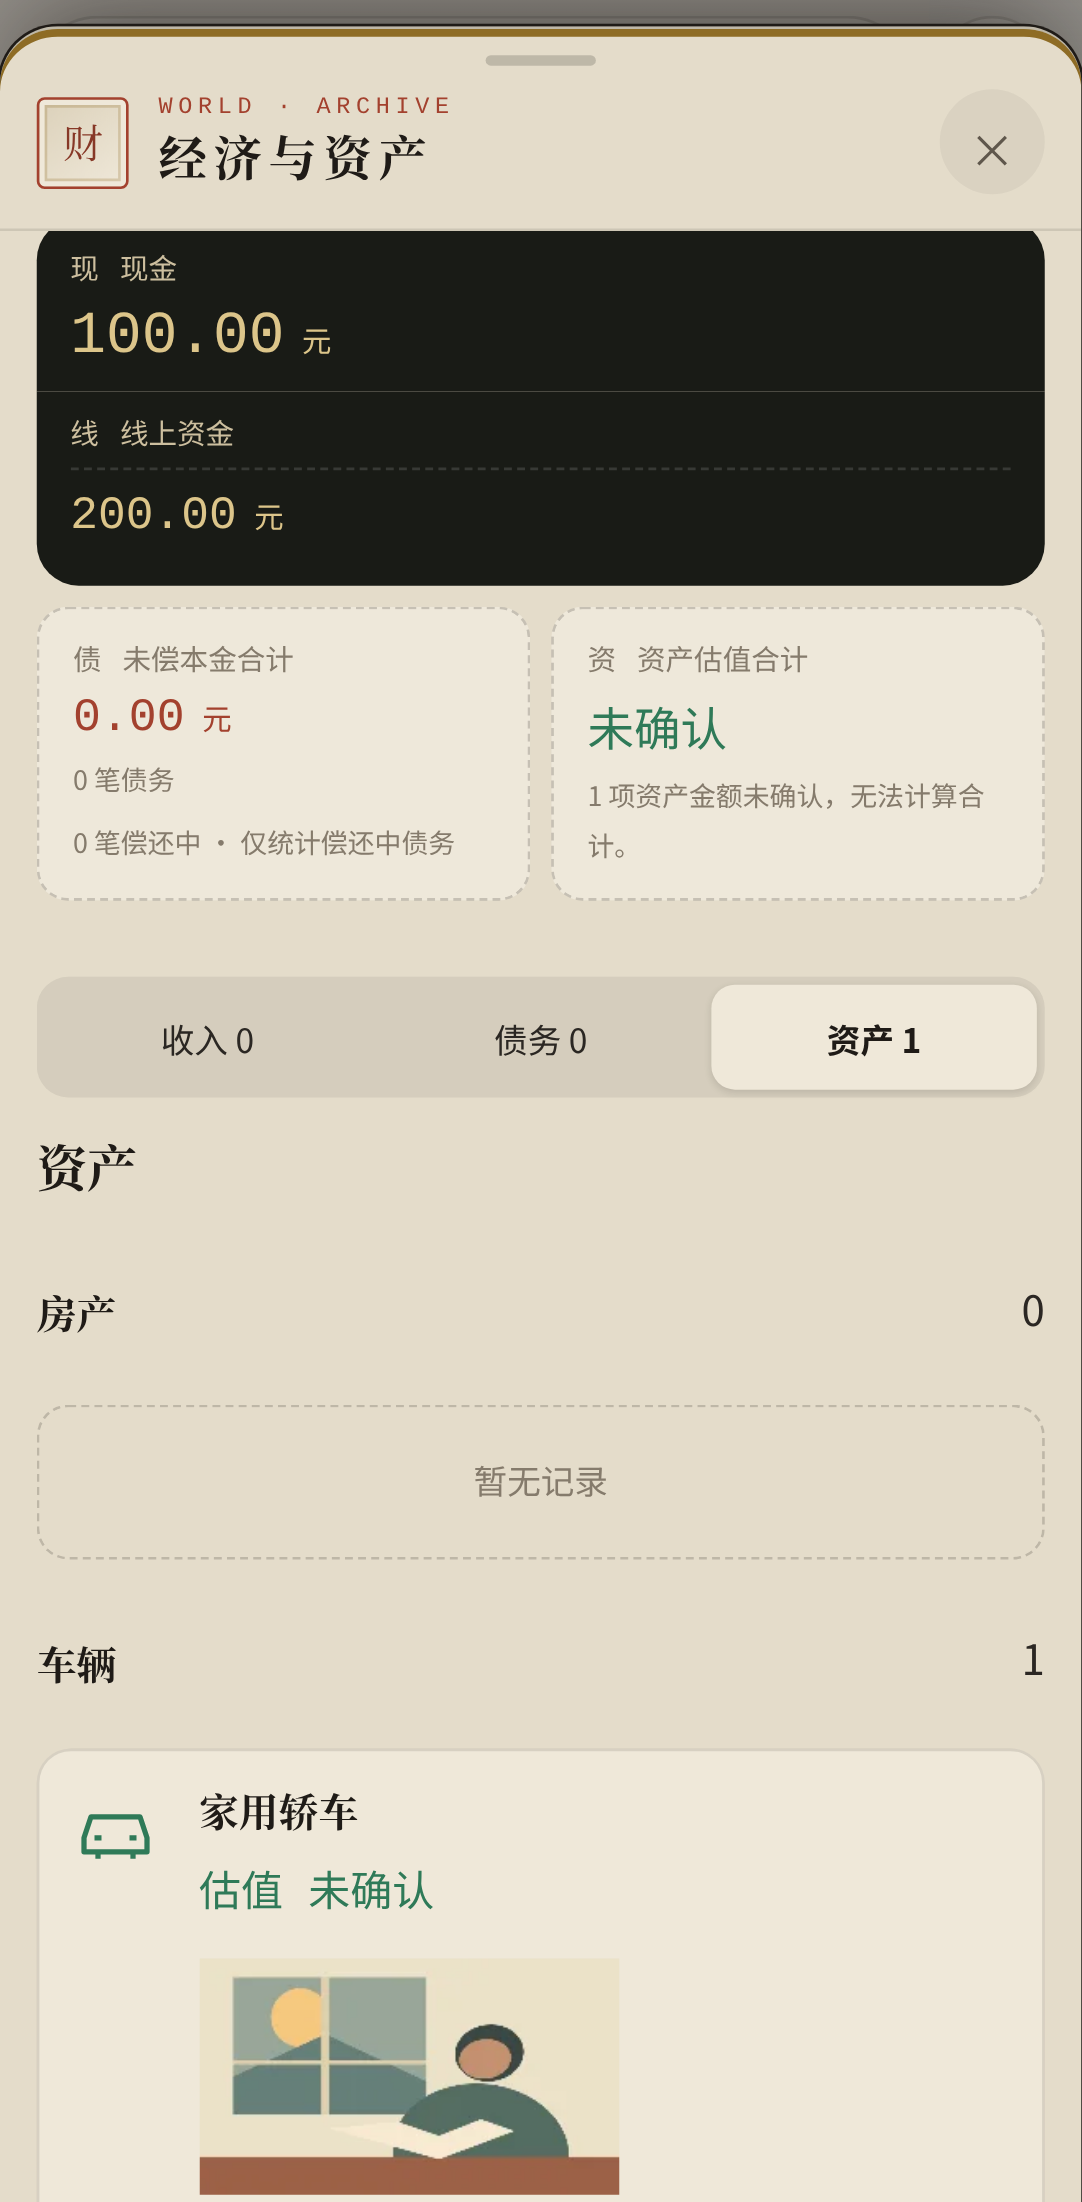 财
WORLD · ARCHIVE
经济与资产
现 现金
100.00 元
线 线上资金
200.00 元
债 未偿本金合计
0.00 元
0 笔债务
0 笔偿还中 · 仅统计偿还中债务
资 资产估值合计
未确认
1 项资产金额未确认，无法计算合
计。
收入 0
债务 0
资产 1
资产
房产
0
暂无记录
车辆
1
家用轿车
估值 未确认